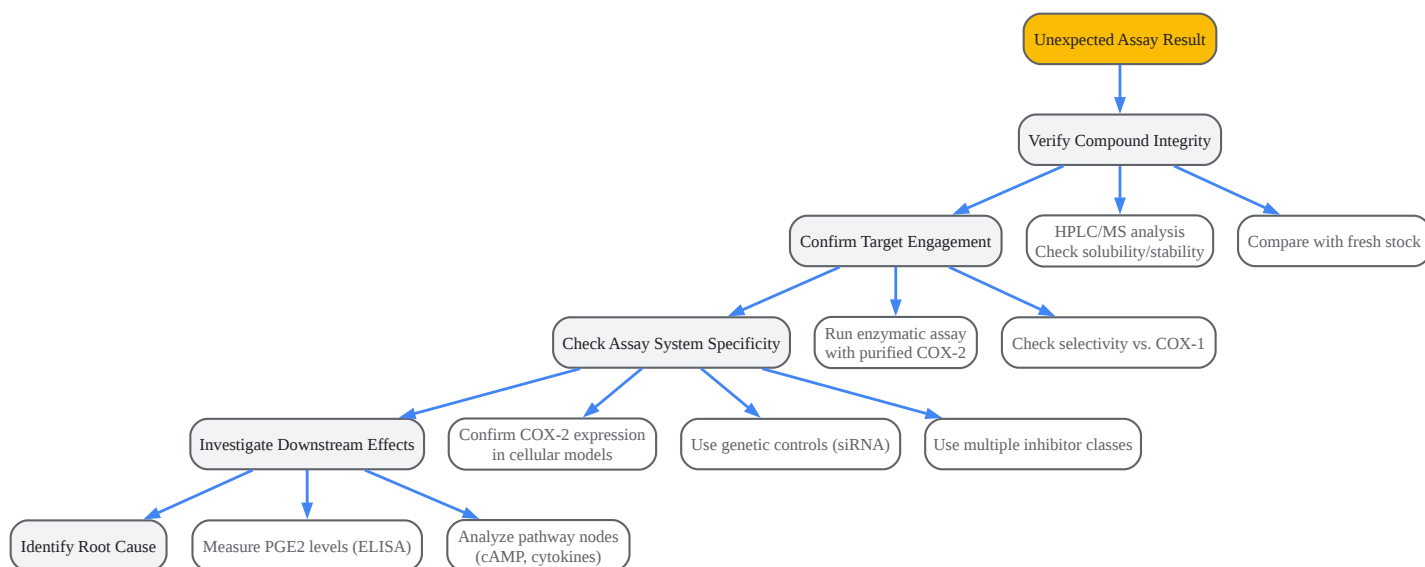 Unexpected Assay Result
Verify Compound Integrity
Confirm Target Engagement
HPLC/MS analysis
Check solubility/stability
Compare with fresh stock
Check Assay System Specificity
Run enzymatic assay
with purified COX-2
Check selectivity vs. COX-1
Investigate Downstream Effects
Confirm COX-2 expression
in cellular models
Use genetic controls (siRNA)
Use multiple inhibitor classes
Identify Root Cause
Measure PGE2 levels (ELISA)
Analyze pathway nodes
(cAMP, cytokines)